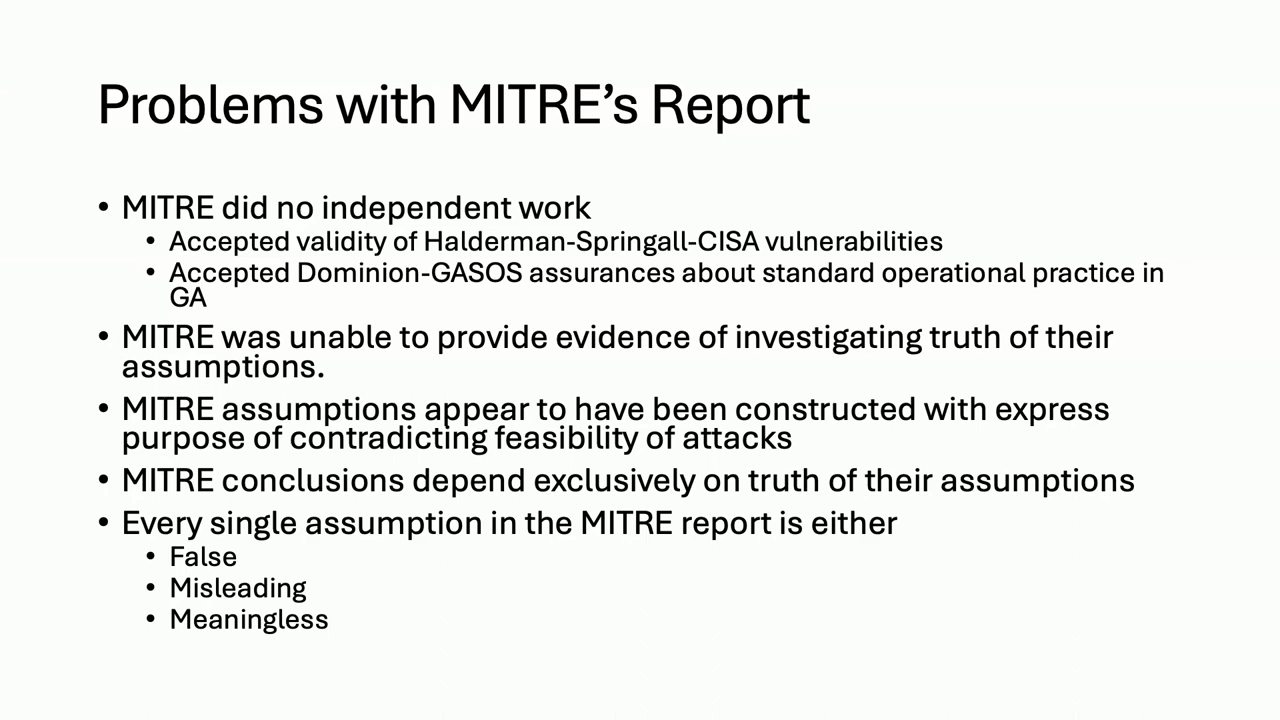 Problems with MITRE’s Report
• MITRE did no independent work
• Accepted validity of Halderman-Springall-CISA vulnerabilities
• Accepted Dominion-GASOS assurances about standard operational practice in
GA
• MITRE was unable to provide evidence of investigating truth of their
assumptions.
• MITRE assumptions appear to have been constructed with express
purpose of contradicting feasibility of attacks
• MITRE conclusions depend exclusively on truth of their assumptions
• Every single assumption in the MITRE report is either
• False
• Misleading
• Meaningless